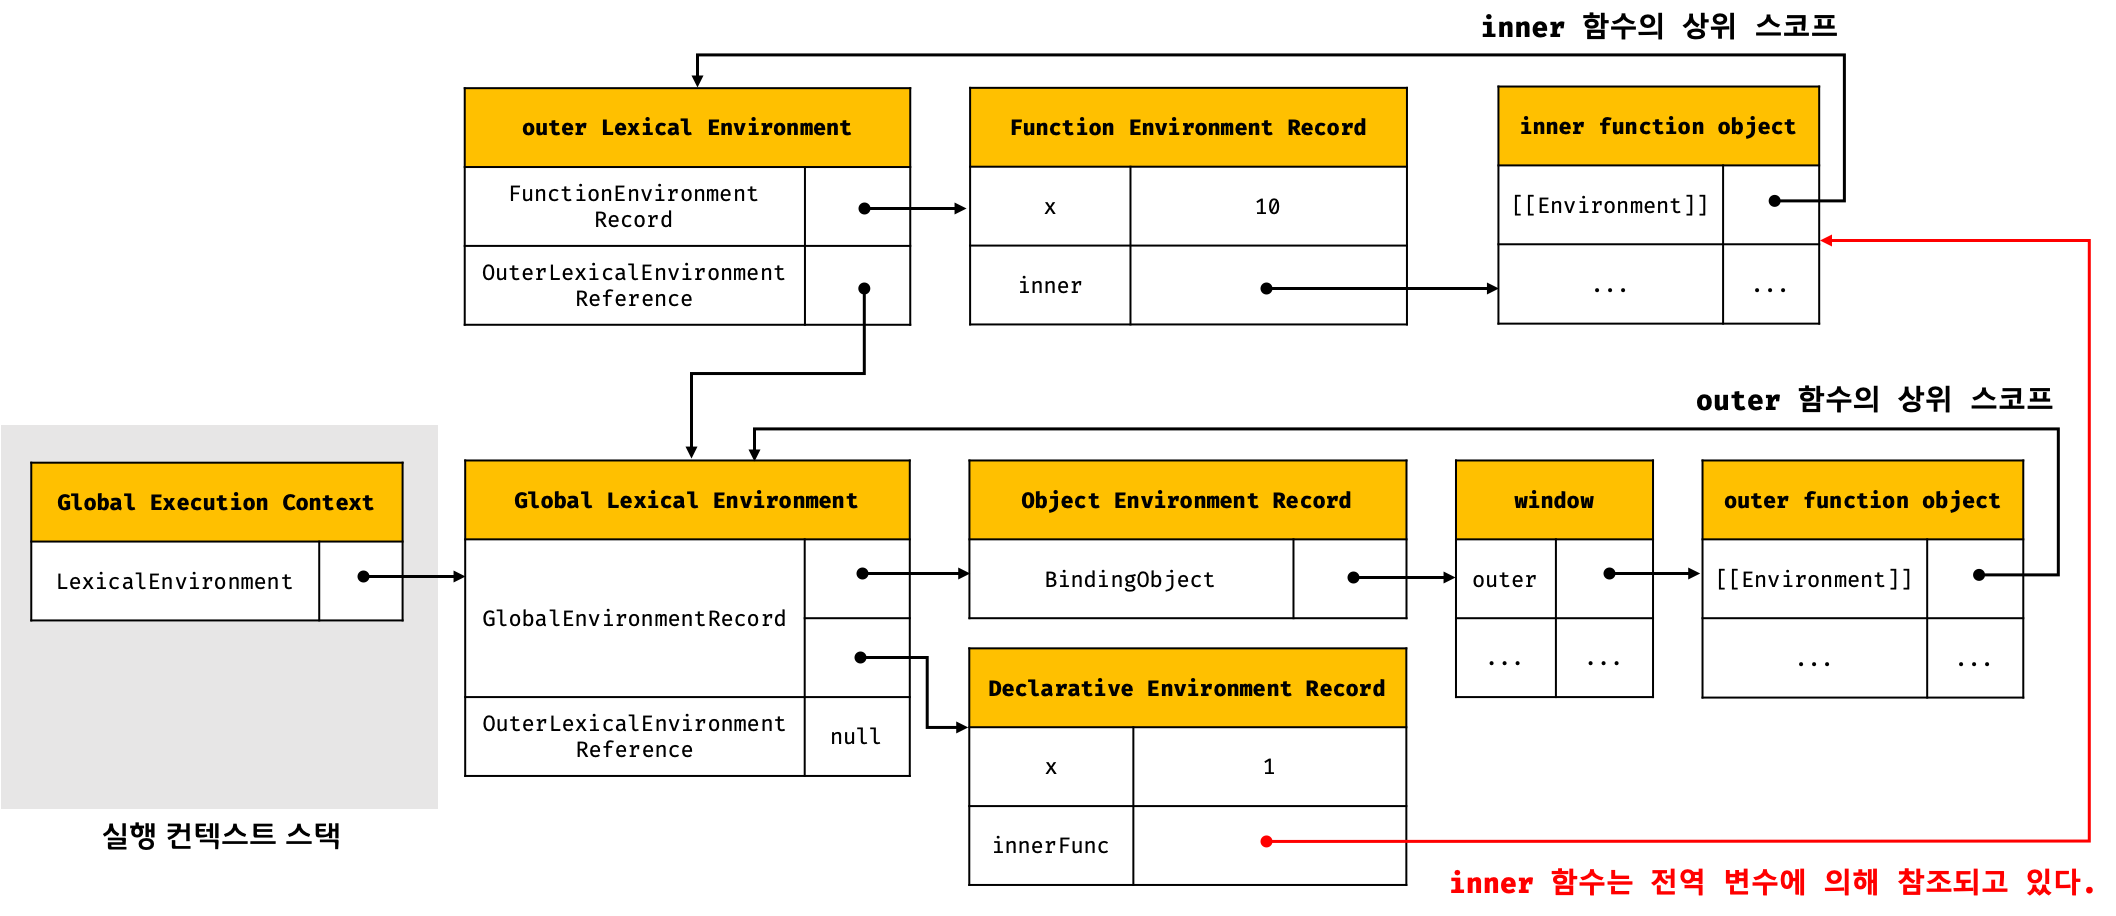 inner 함수의 상위 스코프
outer Lexical Environment
FunctionEnvironment
Record
OuterLexicalEnvironment
Reference
Function Environment Record
x
10
inner
inner function object
[[Environment]]
...
...
outer 함수의 상위 스코프
Global Execution Context
LexicalEnvironment
실행 컨텍스트 스택
Global Lexical Environment
GlobalEnvironmentRecord
OuterLexicalEnvironment
Reference
null
Object Environment Record
BindingObject
window
outer
...
...
outer function object
[[Environment]]
...
...
Declarative Environment Record
x
1
innerFunc
inner 함수는 전역 변수에 의해 참조되고 있다.